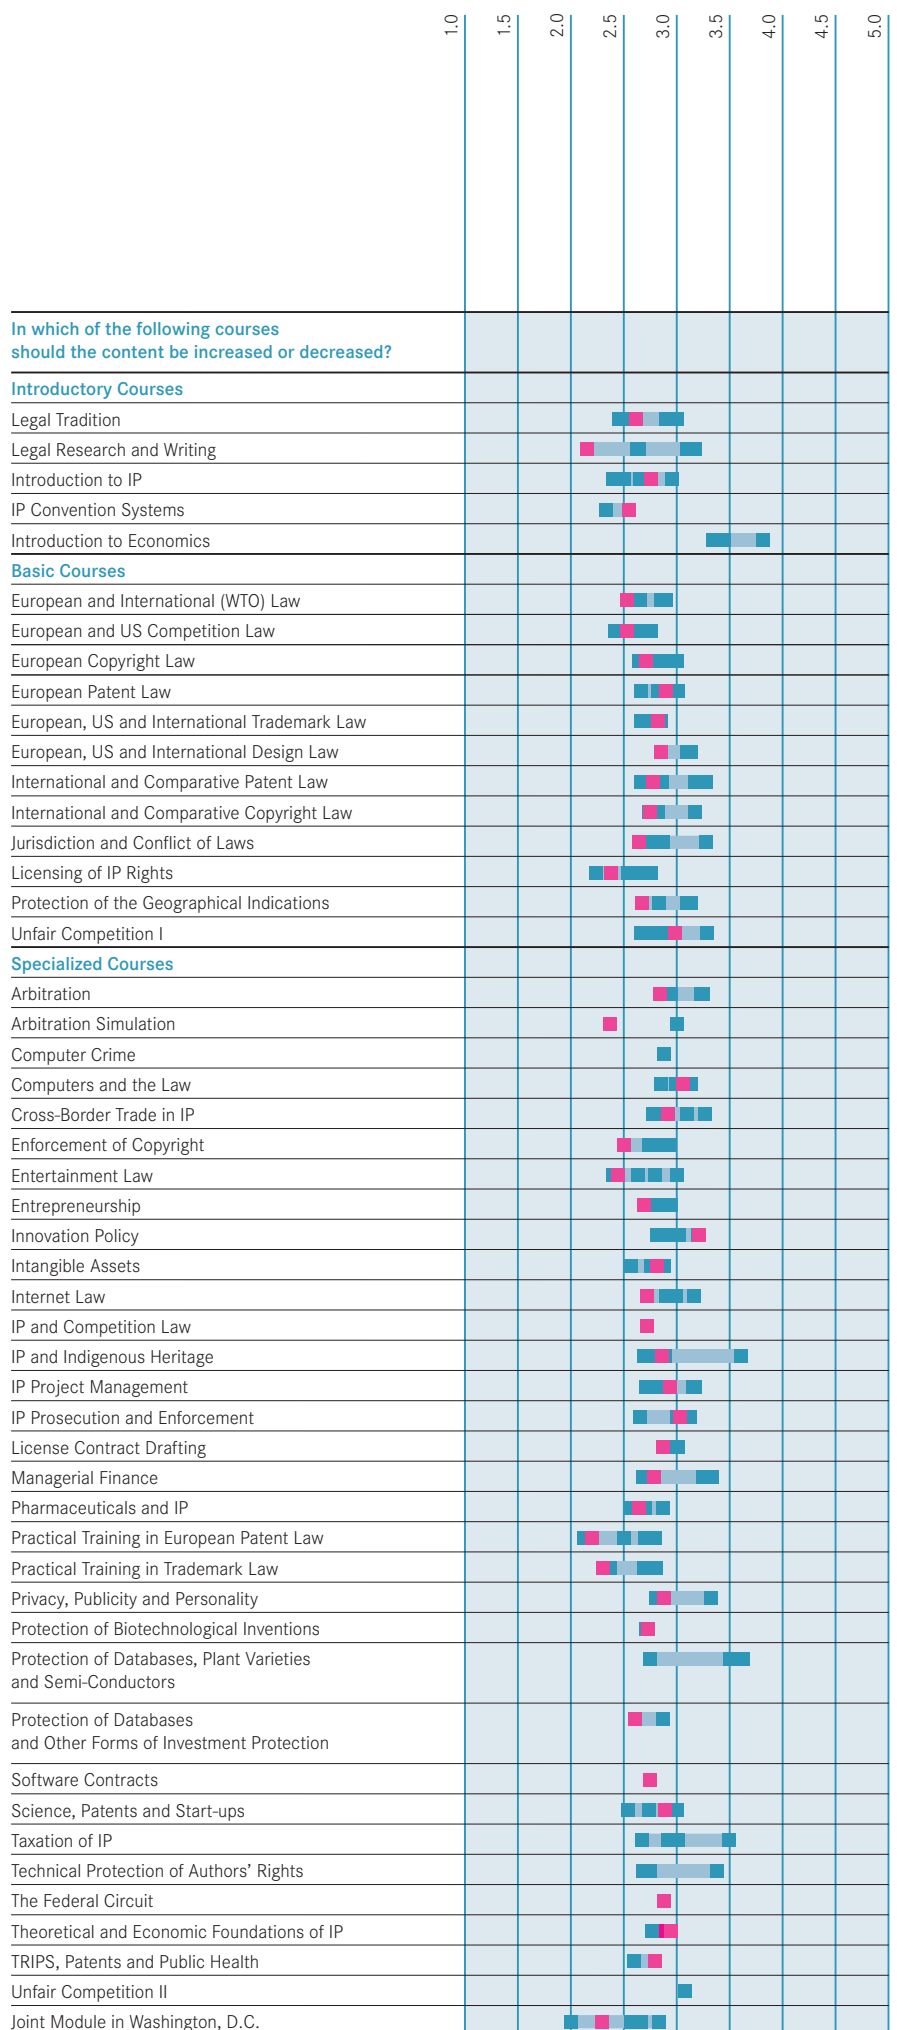 1.0
1.5
2.0
2.5
3.0
3.5
4.0
4.5
5.0
In which of the following courses
should the content be increased or decreased?
Introductory Courses
Legal Tradition
Legal Research and Writing
Introduction to IP
IP Convention Systems
Introduction to Economics
Basic Courses
European and International (WTO) Law
European and US Competition Law
European Copyright Law
European Patent Law
European, US and International Trademark Law
European, US and International Design Law
International and Comparative Patent Law
International and Comparative Copyright Law
Jurisdiction and Conflict of Laws
Licensing of IP Rights
Protection of the Geographical Indications
Unfair Competition I
Specialized Courses
Arbitration
Arbitration Simulation
Computer Crime
Computers and the Law
Cross-Border Trade in IP
Enforcement of Copyright
Entertainment Law
Entrepreneurship
Innovation Policy
Intangible Assets
Internet Law
IP and Competition Law
IP and Indigenous Heritage
IP Project Management
IP Prosecution and Enforcement
License Contract Drafting
Managerial Finance
Pharmaceuticals and IP
Practical Training in European Patent Law
Practical Training in Trademark Law
Privacy, Publicity and Personality
Protection of Biotechnological Inventions
Protection of Databases, Plant Varieties
and Semi-Conductors
Protection of Databases
and Other Forms of Investment Protection
Software Contracts
Science, Patents and Start-ups
Taxation of IP
Technical Protection of Authors’ Rights
The Federal Circuit
Theoretical and Economic Foundations of IP
TRIPS, Patents and Public Health
Unfair Competition II
Joint Module in Washington, D.C.